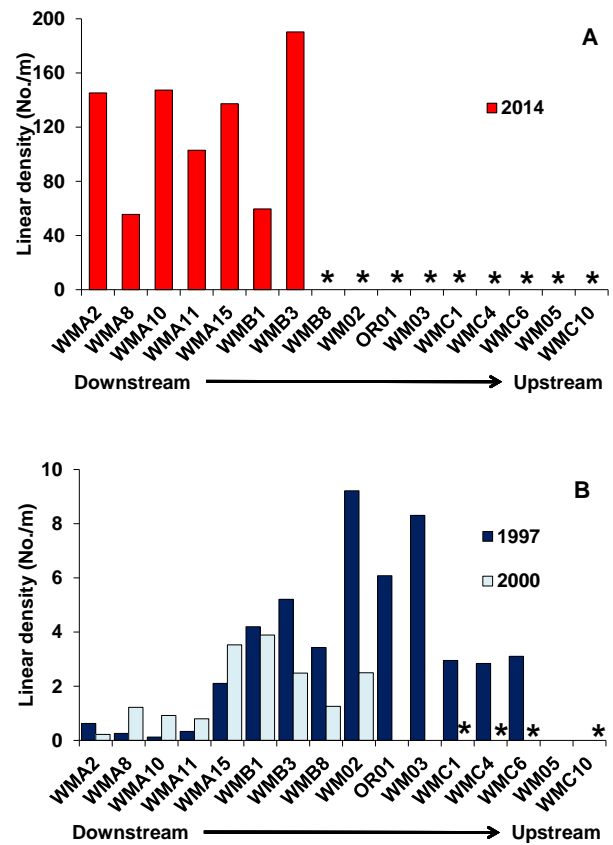 A
Linear density (No./m)
200
160
120
80
40
0
2014
* * * * * * * * *
WMA2 WMA8 WMA10 WMA11 WMA15 WMB1 WMB3 WMB8 WM02 OR01 WM03 WMC1 WMC4 WMC6 WM05 WMC10
Downstream Upstream
B
Linear density (No./m)
10
8
6
4
2
0
1997
2000
* * * *
WMA2 WMA8 WMA10 WMA11 WMA15 WMB1 WMB3 WMB8 WM02 OR01 WM03 WMC1 WMC4 WMC6 WM05 WMC10
Downstream Upstream